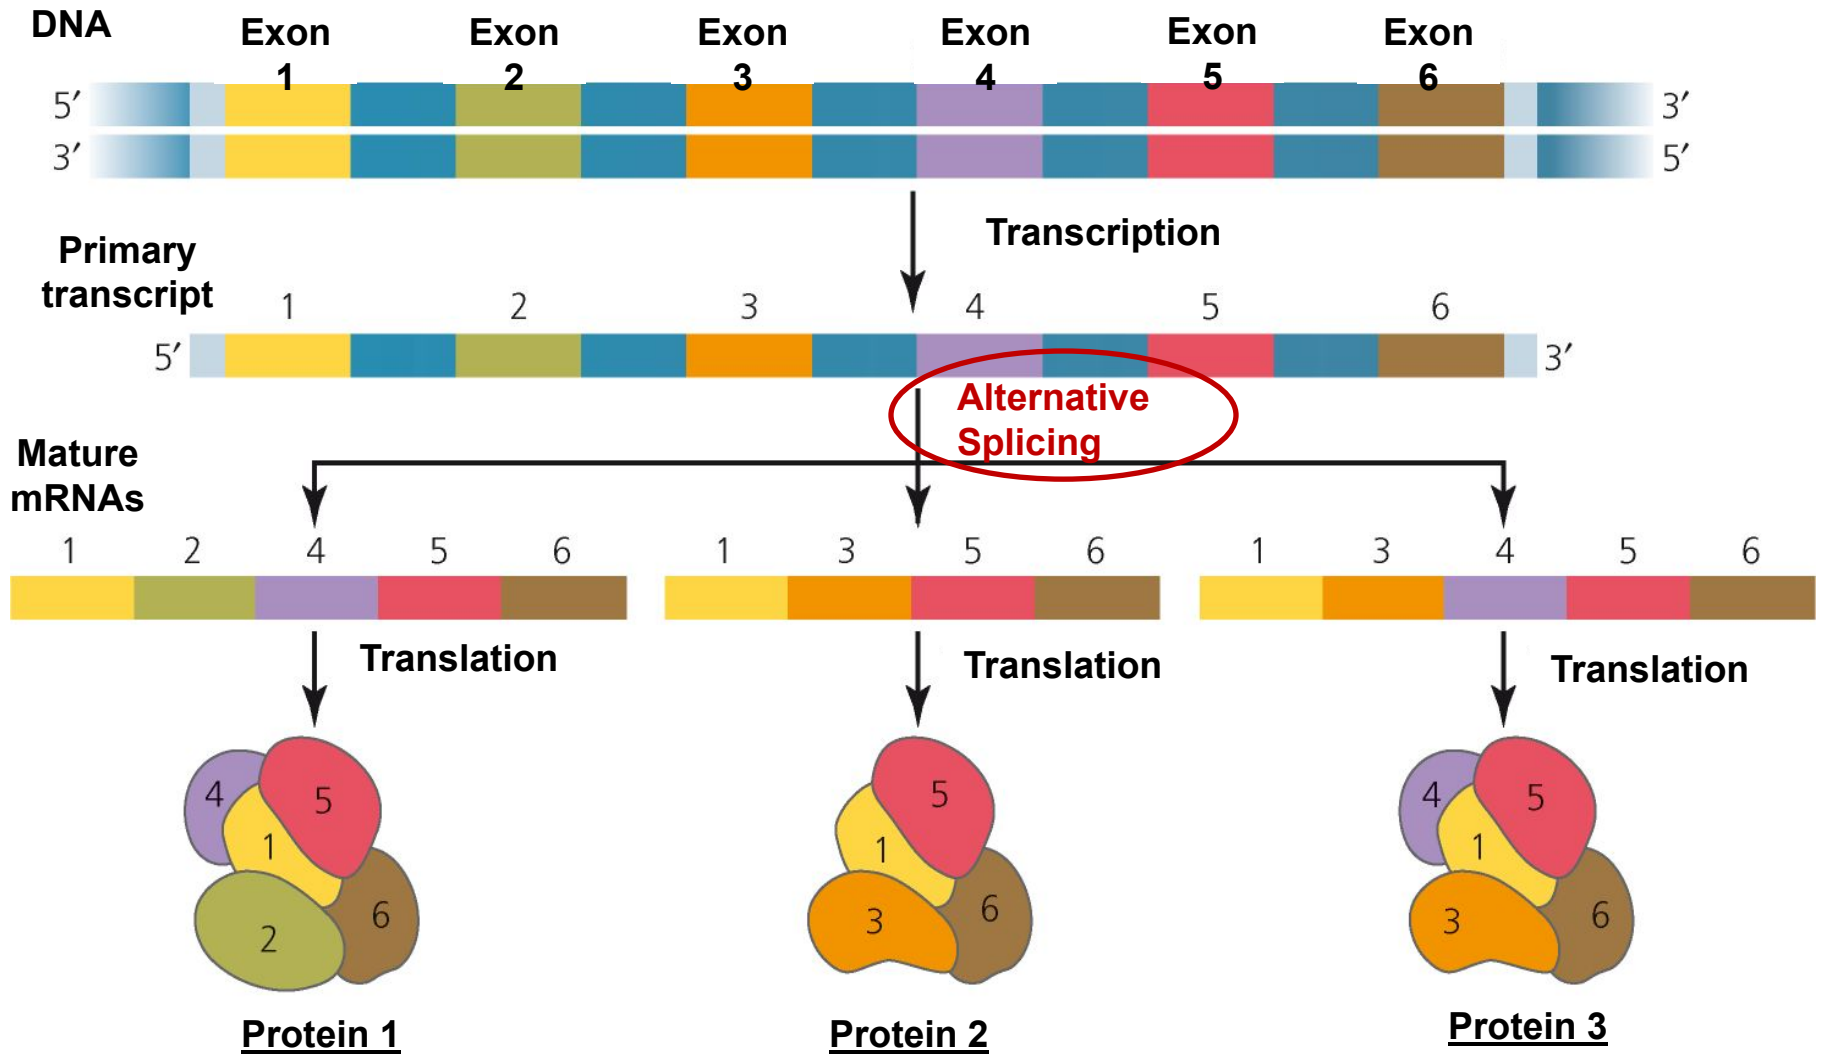 DNA
Exon 1
Exon 2
Exon 3
Exon 4
Exon 5
Exon 6
5′
3′
3′
5′
Transcription
Primary
transcript
1 2 3 4 5 6
5′
3′
Alternative
Splicing
Mature
mRNAs
1 2 4 5 6
1 3 5 6
1 3 4 5 6
Translation
Translation
Translation
4
5
1
2
6
5
1
3
6
4
5
1
3
6
Protein 1
Protein 2
Protein 3